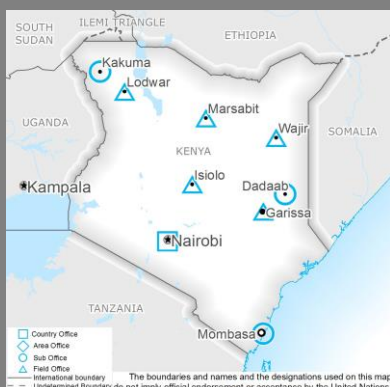 SOUTH
SUDAN
ILEMI TRIANGLE
ETHIOPIA
Kakuma
Lodwar
Marsabit
UGANDA
Wajir
SOMALIA
KENYA
Kampala
Isiolo
Dadaab
Garissa
Nairobi
TANZANIA
Mombasa
Country Office
Area Office
Sub Office
Field Office
International boundary
The boundaries and names and the designations used on this map
Undetermined Boundary
do not imply official endorsement or acceptance by the United Nations